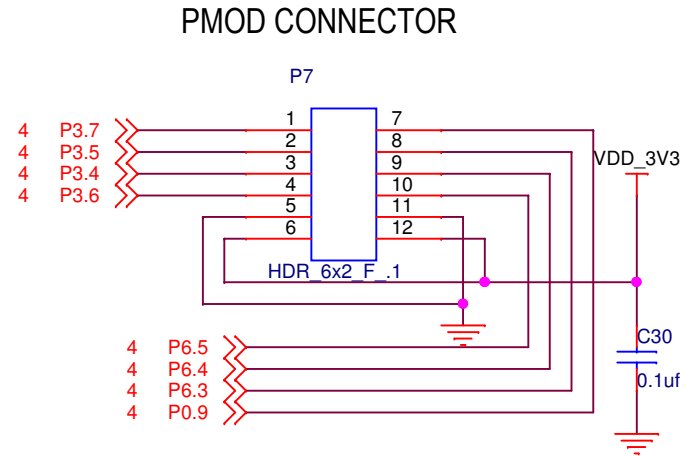 PMOD CONNECTOR
P7
4 P3.7 1 7
4 P3.5 2 8
4 P3.4 3 9
4 P3.6 4 10
5 11
6 12
VDD_3V3
HDR_6x2_F_.1
C30
0.1uf
4 P6.5
4 P6.4
4 P6.3
4 P0.9